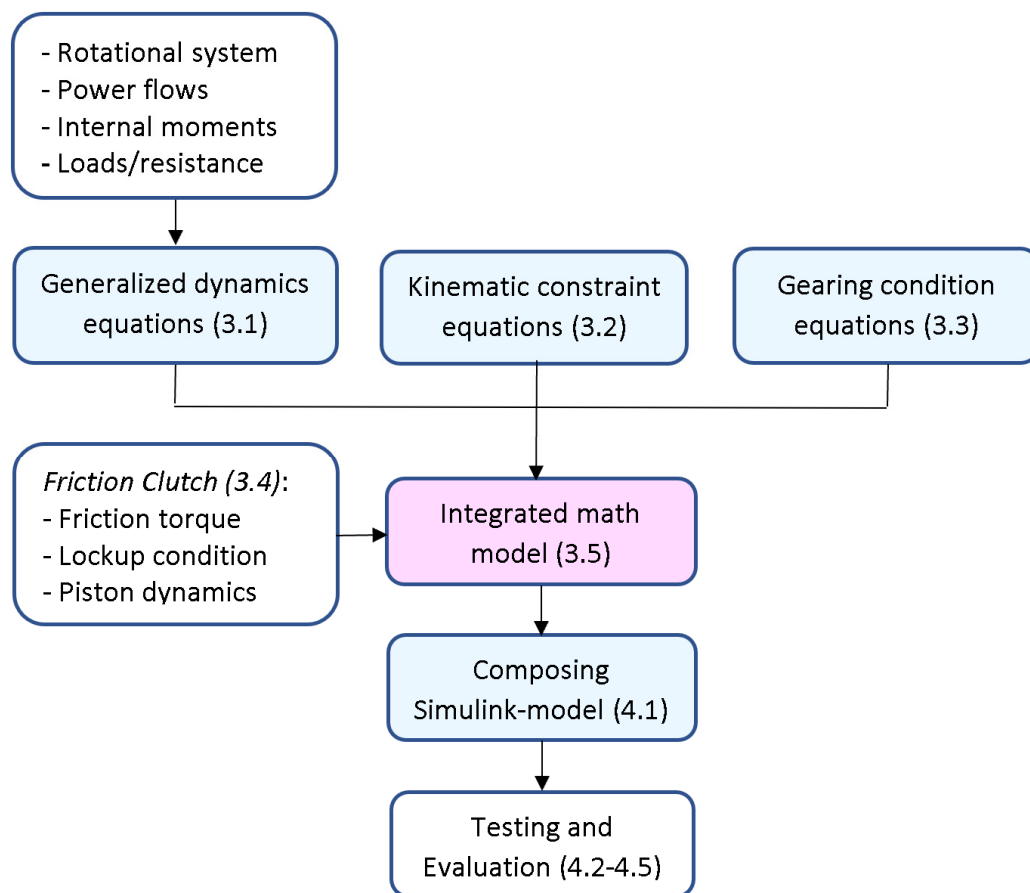 - Rotational system
- Power flows
- Internal moments
- Loads/resistance
Generalized dynamics
equations (3.1)
Kinematic constraint
equations (3.2)
Gearing condition
equations (3.3)
Friction Clutch (3.4):
- Friction torque
- Lockup condition
- Piston dynamics
Integrated math
model (3.5)
Composing
Simulink-model (4.1)
Testing and
Evaluation (4.2-4.5)